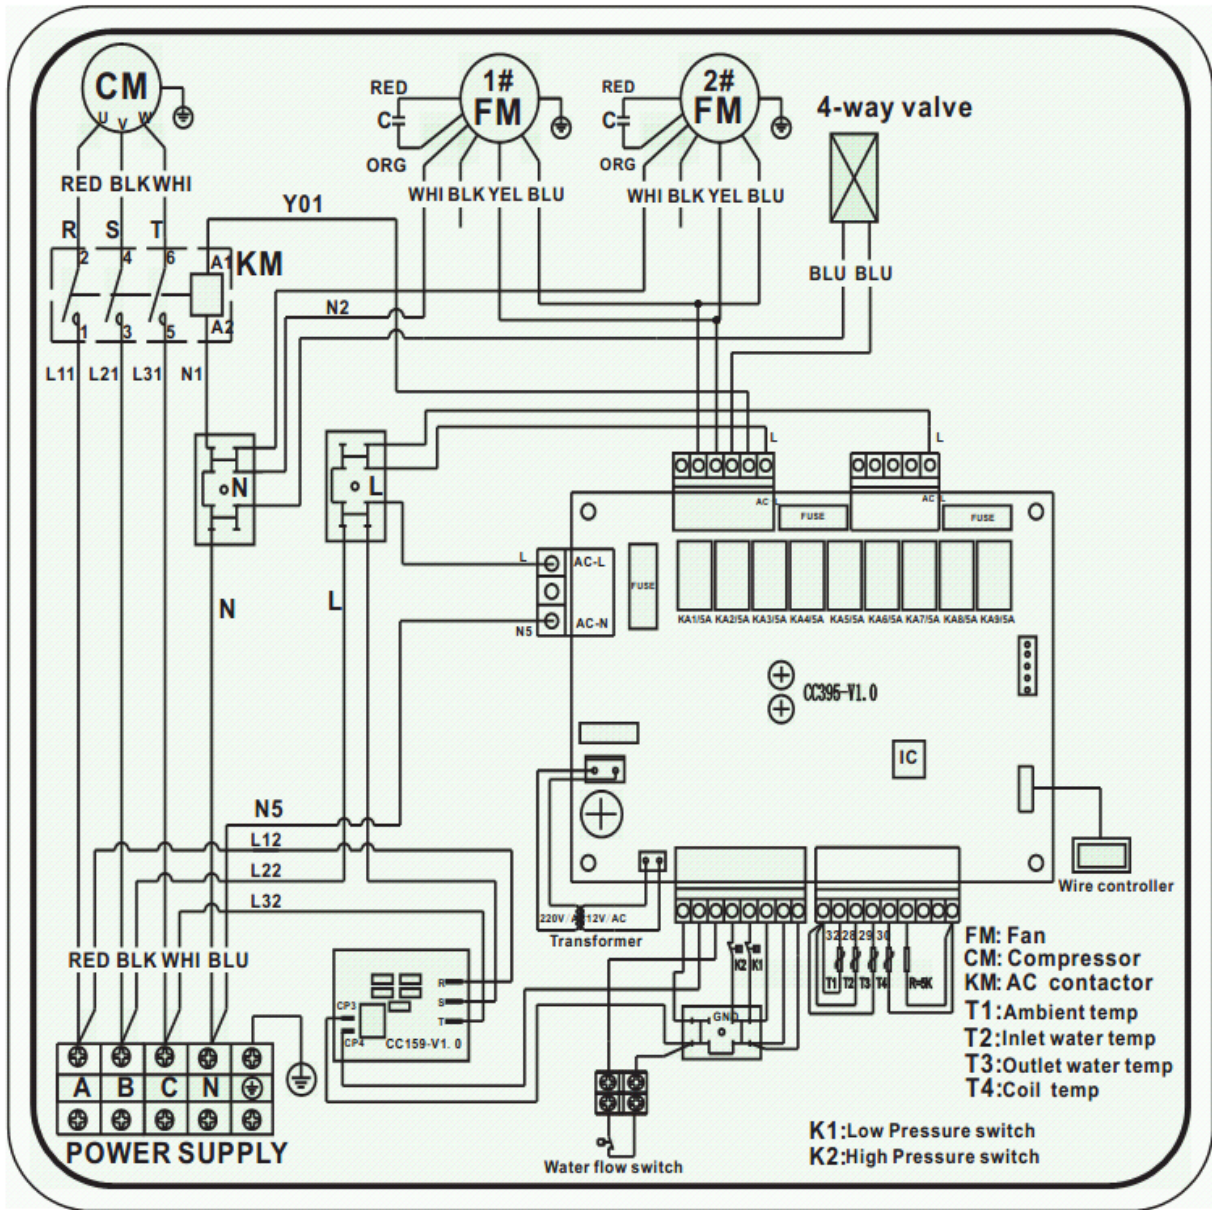 CM
U V W
RED BLK WHI
R S T
2 4 6
A1
KM
A2
1 3 5
L11 L21 L31 N1
Y01
N2
RED
C
ORG
1#
FM
WHI BLK YEL BLU
RED
C
ORG
2#
FM
WHI BLK YEL BLU
4-way valve
BLU BLU
N
L
N
L
L
L
AC L
FUSE
AC L
FUSE
L
AC-L
FUSE
N5
AC-N
KA1/5A KA2/5A KA3/5A KA4/5A KA5/5A KA6/5A KA7/5A KA8/5A KA9/5A
CC395-V1.0
IC
N5
L12
L22
L32
RED BLK WHI BLU
220V/AC
12V/AC
Transformer
K2 K1
32 28 29 30
T1 T2 T3 T4 R=5K
Wire controller
R
S
T
CP3
CP4
CC159-V1.0
GND
A B C N
POWER SUPPLY
Water flow switch
FM: Fan
CM: Compressor
KM: AC contactor
T1:Ambient temp
T2:Inlet water temp
T3:Outlet water temp
T4:Coil temp
K1:Low Pressure switch
K2:High Pressure switch